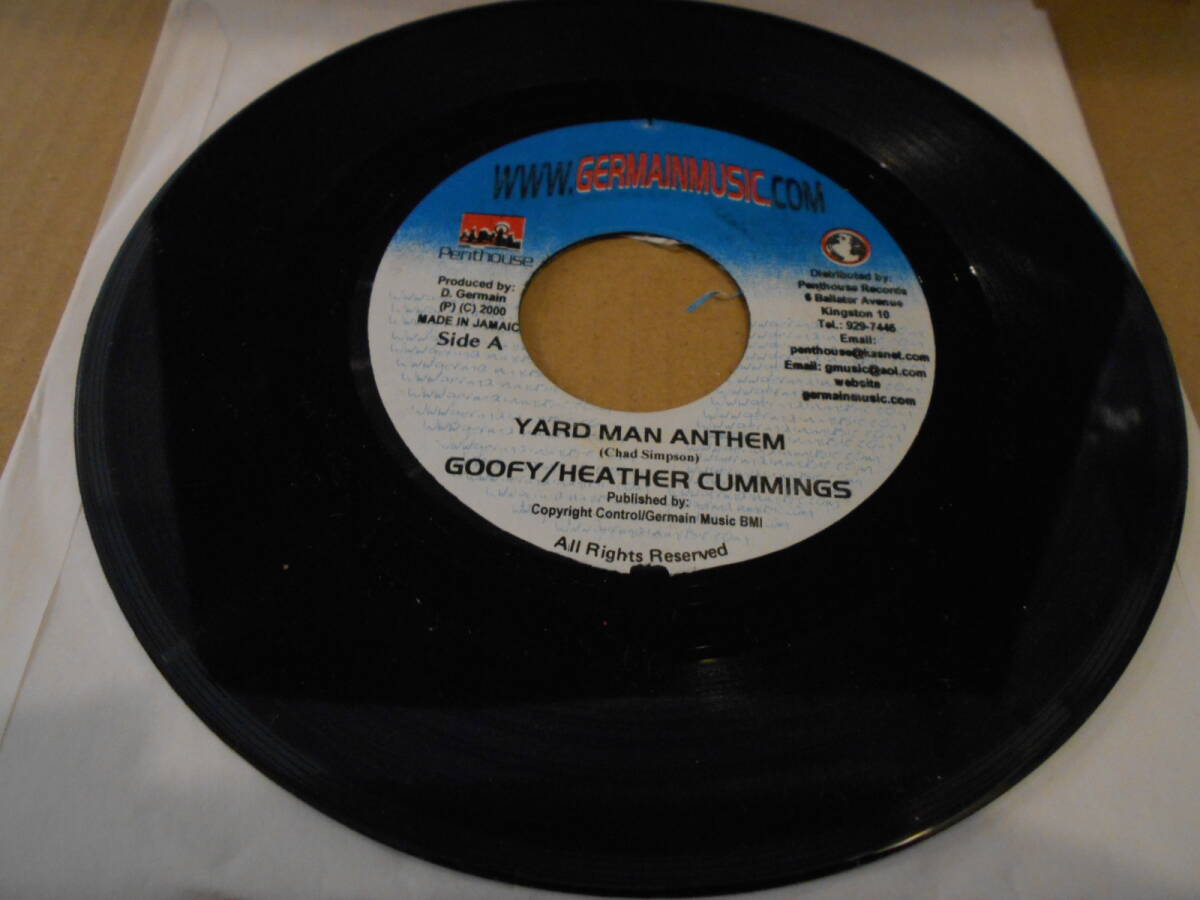 WWW.GERMAINMUSIC.COM
Penthouse
Produced by:
D. Germain
(P) (C) 2000
MADE IN JAMAIC
Side A
Distributed by:
Penthouse Records
6 Ballater Avenue
Kingston 10
Tel.: 929-7446
Email:
penthouse@kasnet.com
Email: gmusic@aol.com
website
germainmusic.com
YARD MAN ANTHEM
(Chad Simpson)
GOOFY/HEATHER CUMMINGS
Published by:
Copyright Control/Germain Music BMI
All Rights Reserved